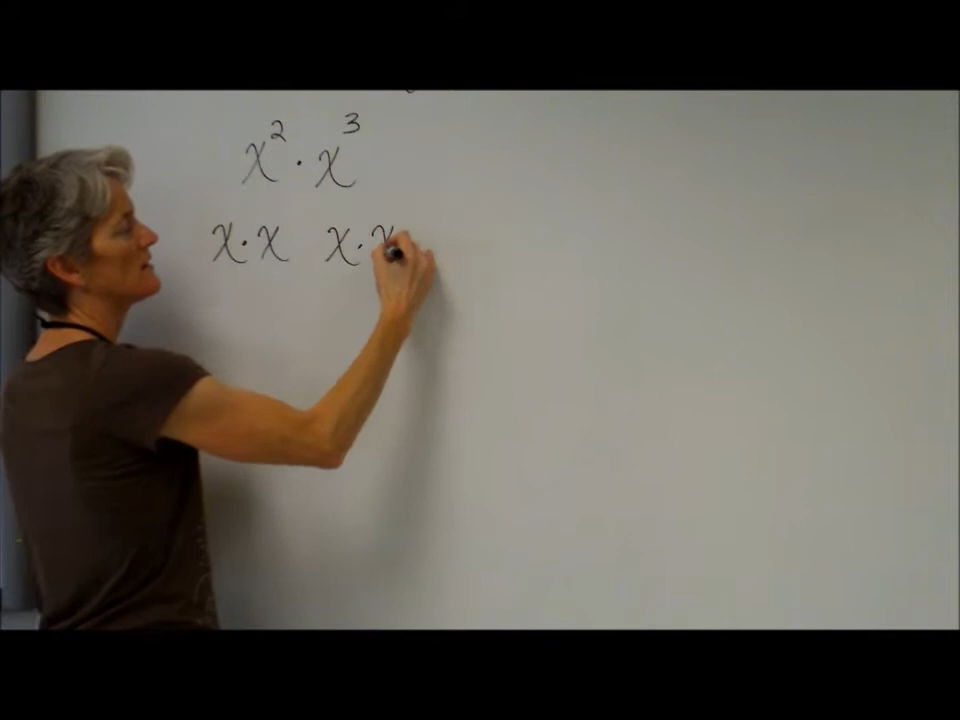 x² · x³
x · x x · x